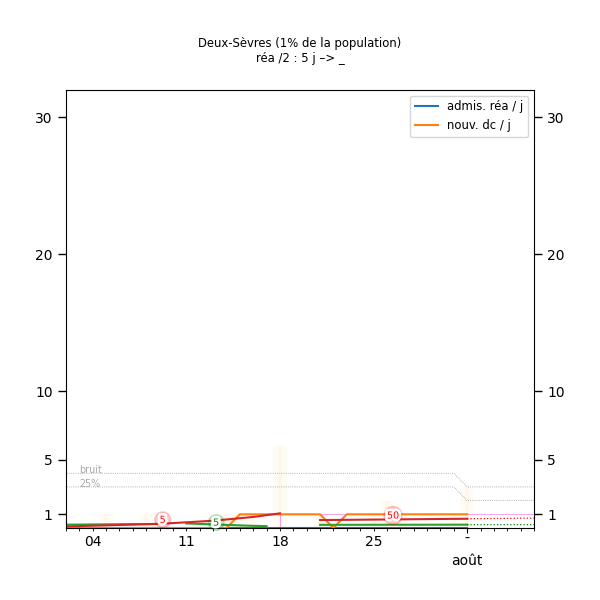 Deux-Sèvres (1% de la population)
réa /2 : 5 j –> _
admis. réa / j
nouv. dc / j
30 30
20 20
10 10
5 5
bruit
25%
1 1
5 5 50
04 11 18 25 -
août